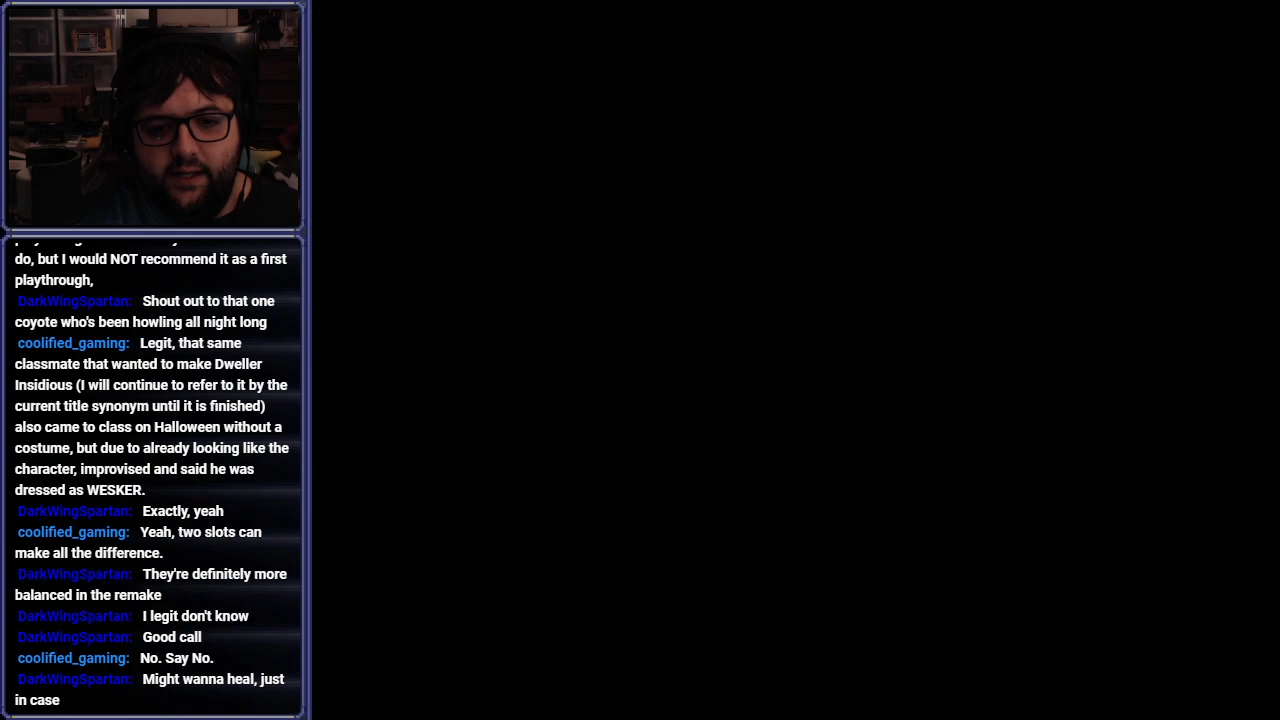 do, but I would NOT recommend it as a first
playthrough,
DarkWingSpartan: Shout out to that one
coyote who's been howling all night long
coolified_gaming: Legit, that same
classmate that wanted to make Dweller
Insidious (I will continue to refer to it by the
current title synonym until it is finished)
also came to class on Halloween without a
costume, but due to already looking like the
character, improvised and said he was
dressed as WESKER.
DarkWingSpartan: Exactly, yeah
coolified_gaming: Yeah, two slots can
make all the difference.
DarkWingSpartan: They're definitely more
balanced in the remake
DarkWingSpartan: I legit don't know
DarkWingSpartan: Good call
coolified_gaming: No. Say No.
DarkWingSpartan: Might wanna heal, just
in case